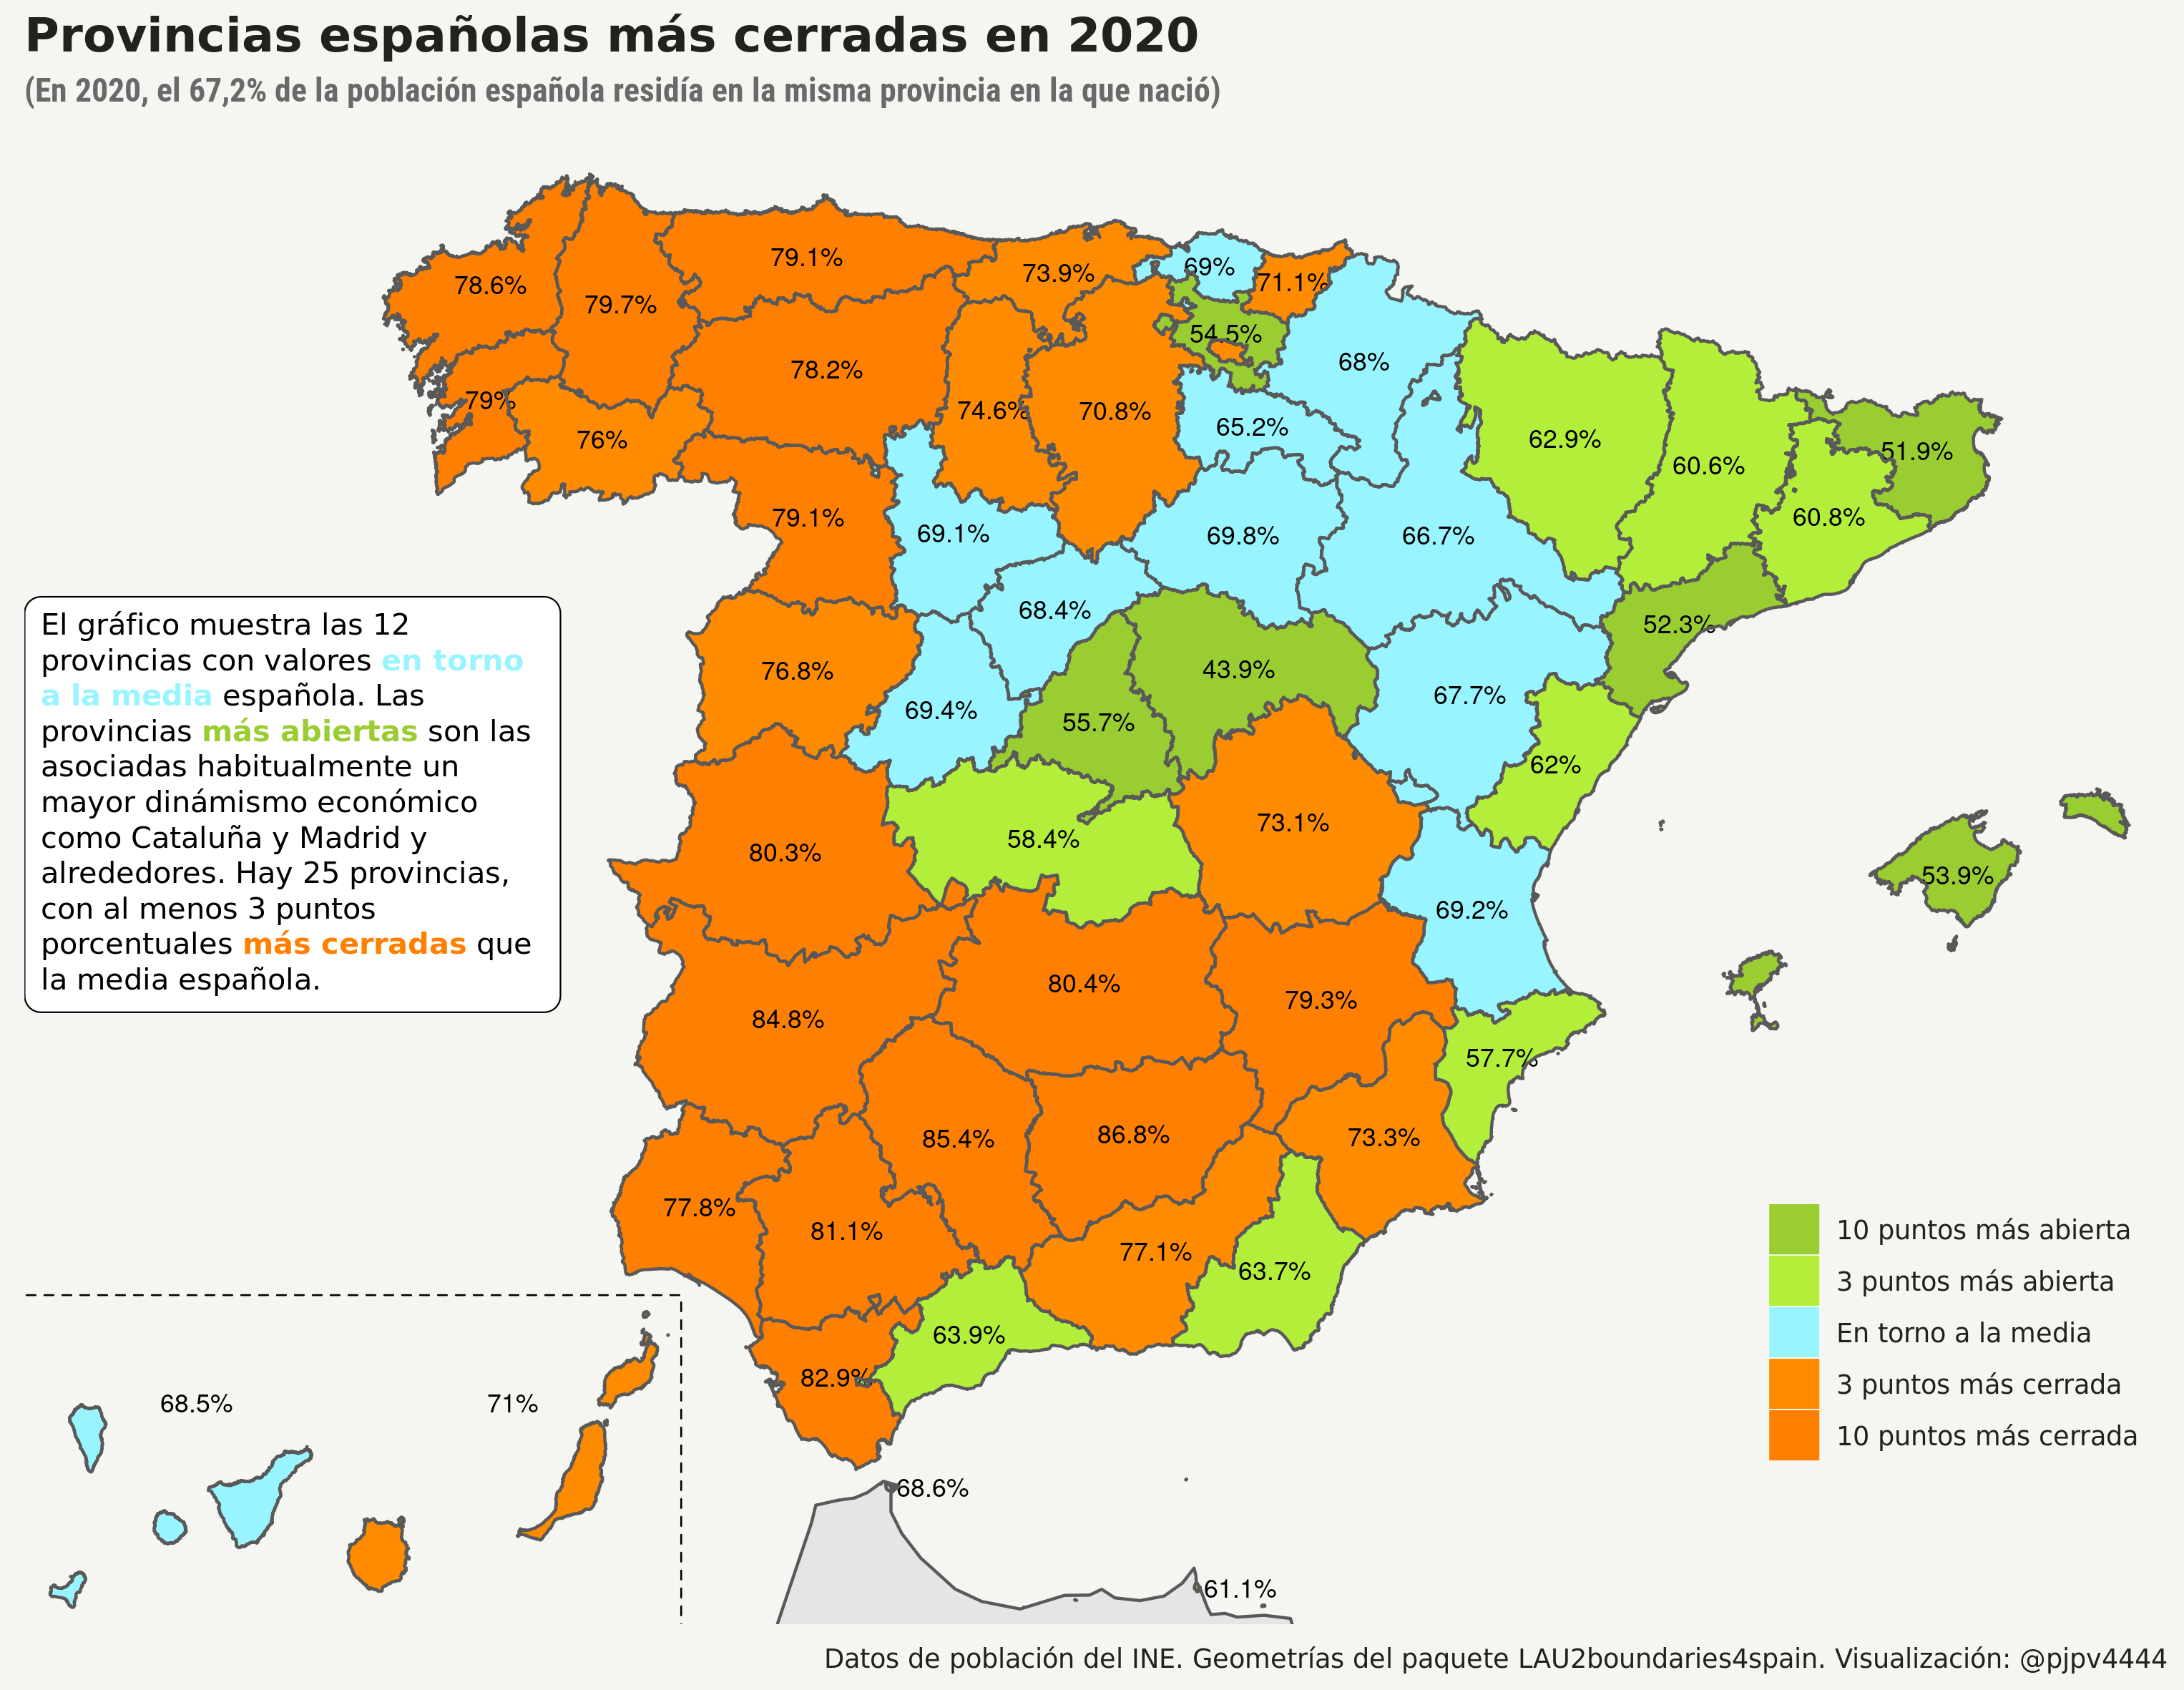 Provincias españolas más cerradas en 2020
(En 2020, el 67,2% de la población española residía en la misma provincia en la que nació)
79.1%
73.9%
69%
71.1%
78.6%
79.7%
54.5%
78.2%
68%
79%
74.6%
70.8%
76%
65.2%
62.9%
60.6%
51.9%
79.1%
69.1%
69.8%
66.7%
60.8%
68.4%
52.3%
76.8%
69.4%
55.7%
43.9%
67.7%
62%
80.3%
58.4%
73.1%
53.9%
69.2%
84.8%
80.4%
79.3%
57.7%
85.4%
86.8%
73.3%
77.8%
81.1%
77.1%
63.7%
63.9%
82.9%
68.5%
71%
68.6%
61.1%
El gráfico muestra las 12
provincias con valores en torno
a la media española. Las
provincias más abiertas son las
asociadas habitualmente un
mayor dinámismo económico
como Cataluña y Madrid y
alrededores. Hay 25 provincias,
con al menos 3 puntos
porcentuales más cerradas que
la media española.
10 puntos más abierta
3 puntos más abierta
En torno a la media
3 puntos más cerrada
10 puntos más cerrada
Datos de población del INE. Geometrías del paquete LAU2boundaries4spain. Visualización: @pjpv4444